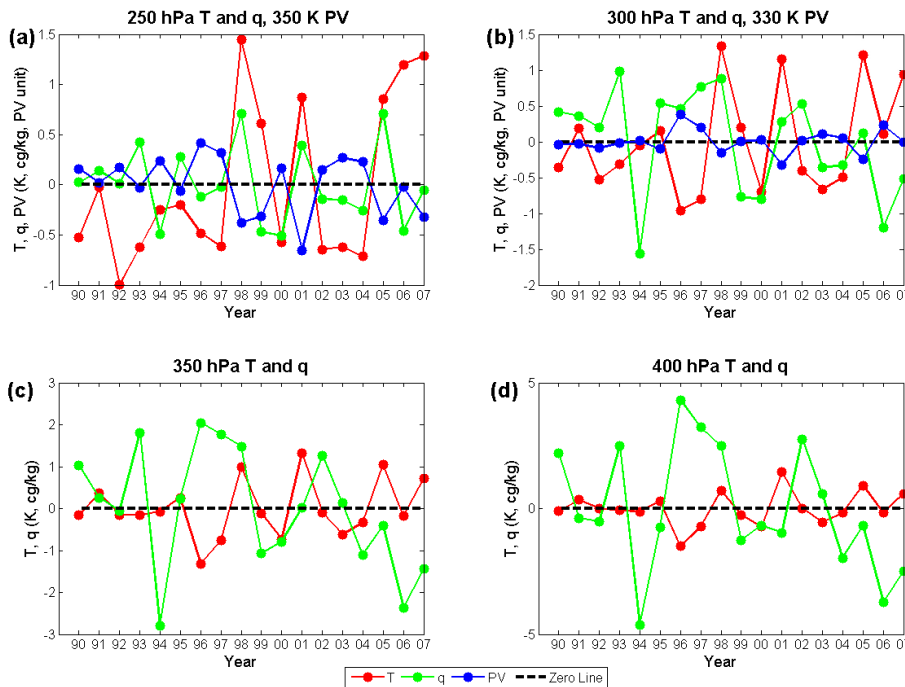 250 hPa T and q, 350 K PV
(a)
T, q, PV (K, cg/kg, PV unit)
1.5
1
0.5
0
-0.5
-1
90 91 92 93 94 95 96 97 98 99 00 01 02 03 04 05 06 07
Year
300 hPa T and q, 330 K PV
(b)
T, q, PV (K, cg/kg, PV unit)
1.5
1
0.5
0
-0.5
-1
-1.5
-2
90 91 92 93 94 95 96 97 98 99 00 01 02 03 04 05 06 07
Year
350 hPa T and q
(c)
T, q (K, cg/kg)
3
2
1
0
-1
-2
-3
90 91 92 93 94 95 96 97 98 99 00 01 02 03 04 05 06 07
Year
400 hPa T and q
(d)
T, q (K, cg/kg)
5
0
-5
90 91 92 93 94 95 96 97 98 99 00 01 02 03 04 05 06 07
Year
T q PV Zero Line